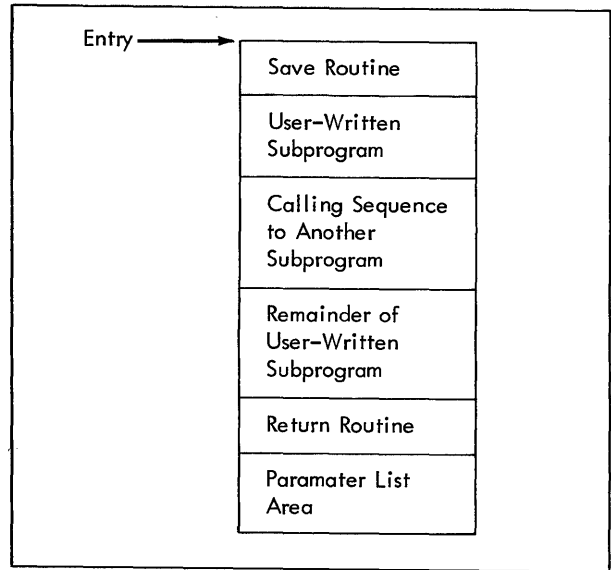 Entry
Save Routine
User-Written
Subprogram
Calling Sequence
to Another
Subprogram
Remainder of
User-Written
Subprogram
Return Routine
Paramater List
Area